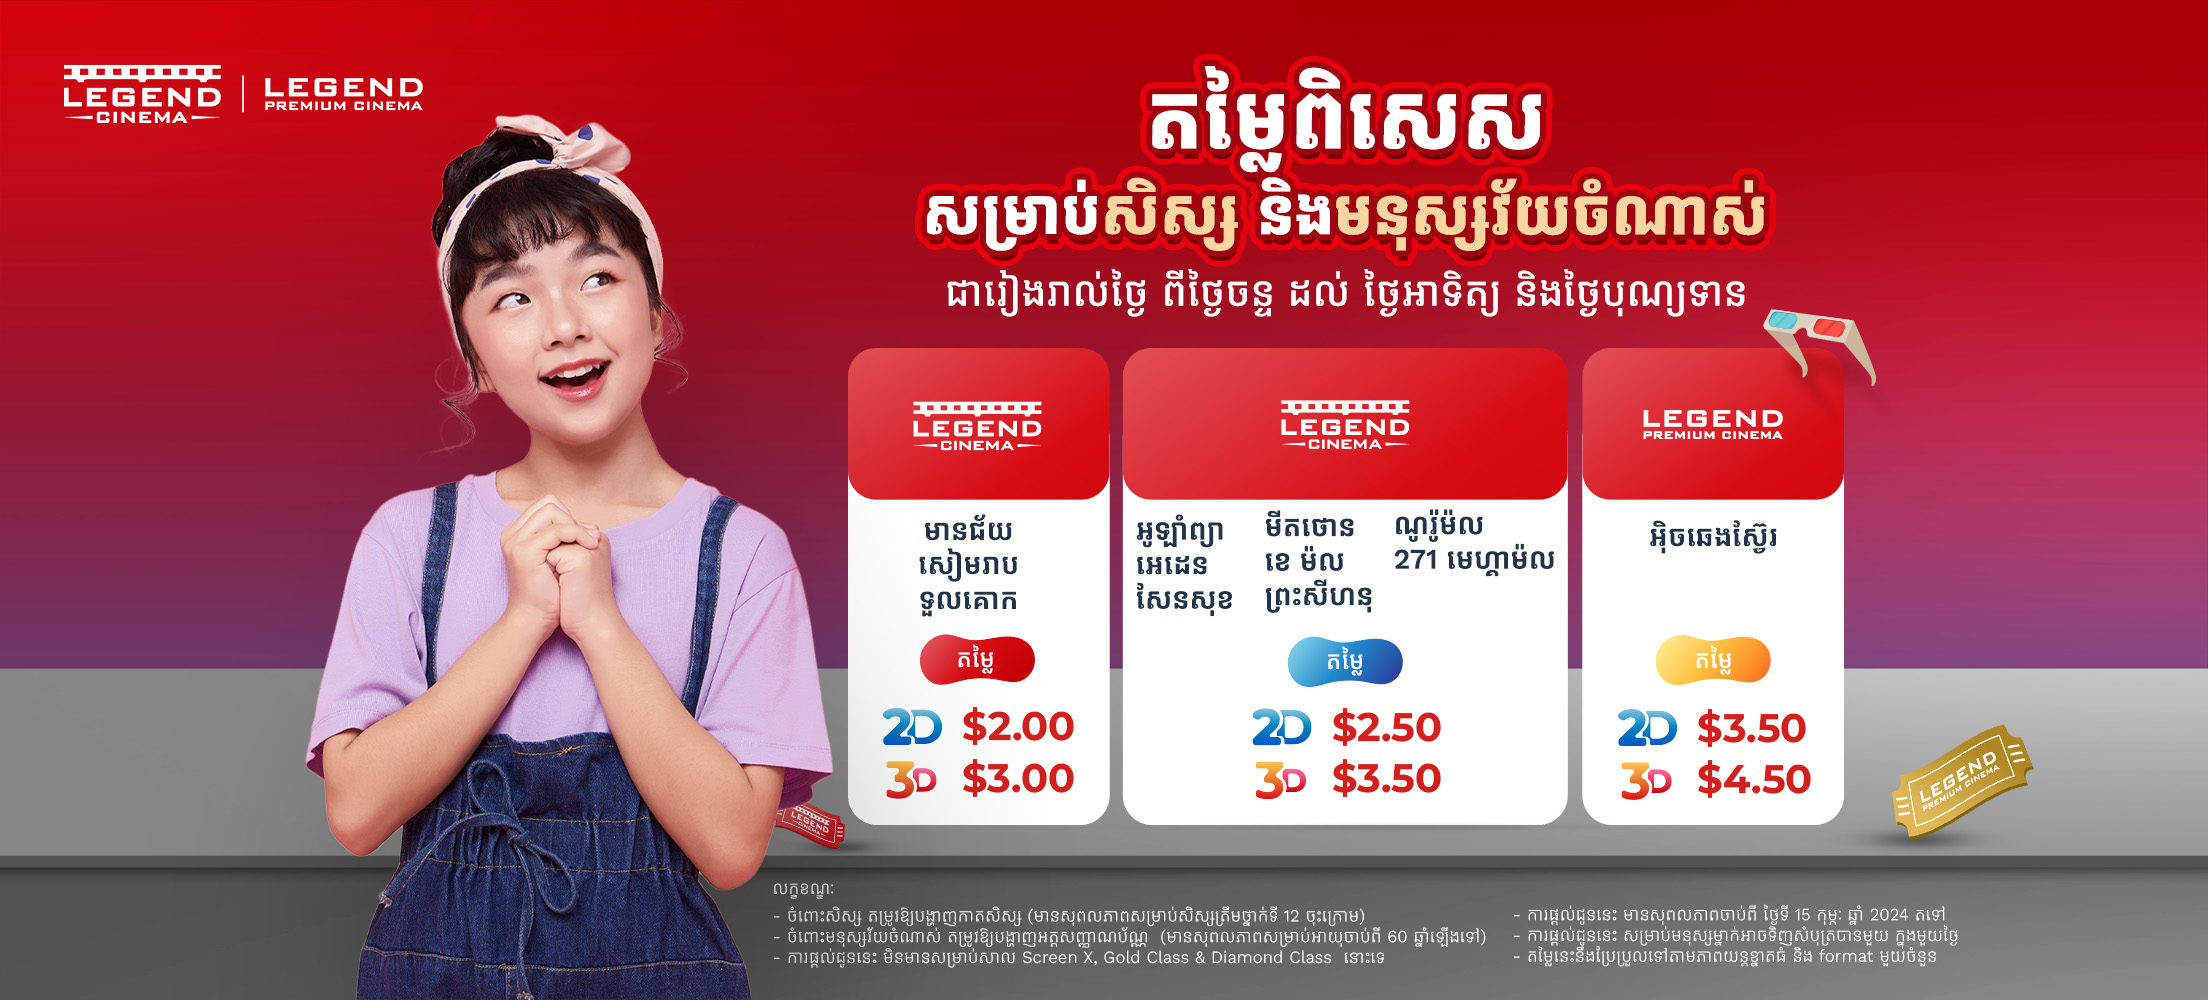 LEGEND
CINEMA
LEGEND
PREMIUM CINEMA
តម្លៃពិសេស
សម្រាប់សិស្ស និងមនុស្សវ័យចំណាស់
ជារៀងរាល់ថ្ងៃ ពីថ្ងៃចន្ទ ដល់ ថ្ងៃអាទិត្យ និងថ្ងៃបុណ្យទាន
LEGEND
CINEMA
មានជ័យ
សៀមរាប
ទួលគោក
តម្លៃ
2D $2.00
3D $3.00
LEGEND
CINEMA
អូឡាំព្យា
អេដេន
សែនសុខ
មីតថោន
ខេ ម៉ល
ព្រះសីហនុ
ណូរ៉ូម៉ល
271 មេហ្គាម៉ល
តម្លៃ
2D $2.50
3D $3.50
LEGEND
PREMIUM CINEMA
អ៊ិចឆេងស្គ៊ែរ
តម្លៃ
2D $3.50
3D $4.50
LEGEND
CINEMA
LEGEND
PREMIUM CINEMA
លក្ខខណ្ឌ:
- ចំពោះសិស្ស តម្រូវឱ្យបង្ហាញកាតសិស្ស (មានសុពលភាពសម្រាប់សិស្សត្រឹមថ្នាក់ទី 12 ចុះក្រោម)
- ចំពោះមនុស្សវ័យចំណាស់ តម្រូវឱ្យបង្ហាញអត្តសញ្ញាណប័ណ្ណ (មានសុពលភាពសម្រាប់អាយុចាប់ពី 60 ឆ្នាំឡើងទៅ)
- ការផ្តល់ជូននេះ មិនមានសម្រាប់សាល Screen X, Gold Class & Diamond Class នោះទេ
- ការផ្តល់ជូននេះ មានសុពលភាពចាប់ពី ថ្ងៃទី 15 កុម្ភ: ឆ្នាំ 2024 តទៅ
- ការផ្តល់ជូននេះ សម្រាប់មនុស្សម្នាក់អាចទិញសំបុត្របានមួយ ក្នុងមួយថ្ងៃ
- តម្លៃនេះនឹងប្រែប្រួលទៅតាមភាពយន្តខ្នាតធំ និង format មួយចំនួន